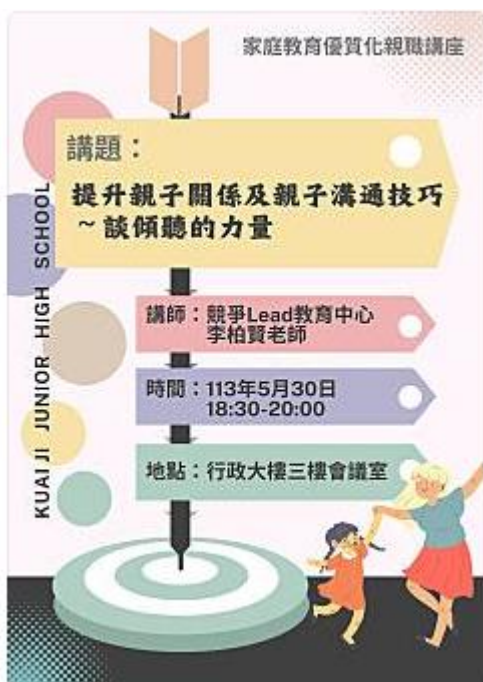 家庭教育優質化親職講座
講題：
提升親子關係及親子溝通技巧
~談傾聽的力量
KUAI JI JUNIOR HIGH SCHOOL
講師：競爭Lead教育中心
李柏賢老師
時間：113年5月30日
18:30-20:00
地點：行政大樓三樓會議室